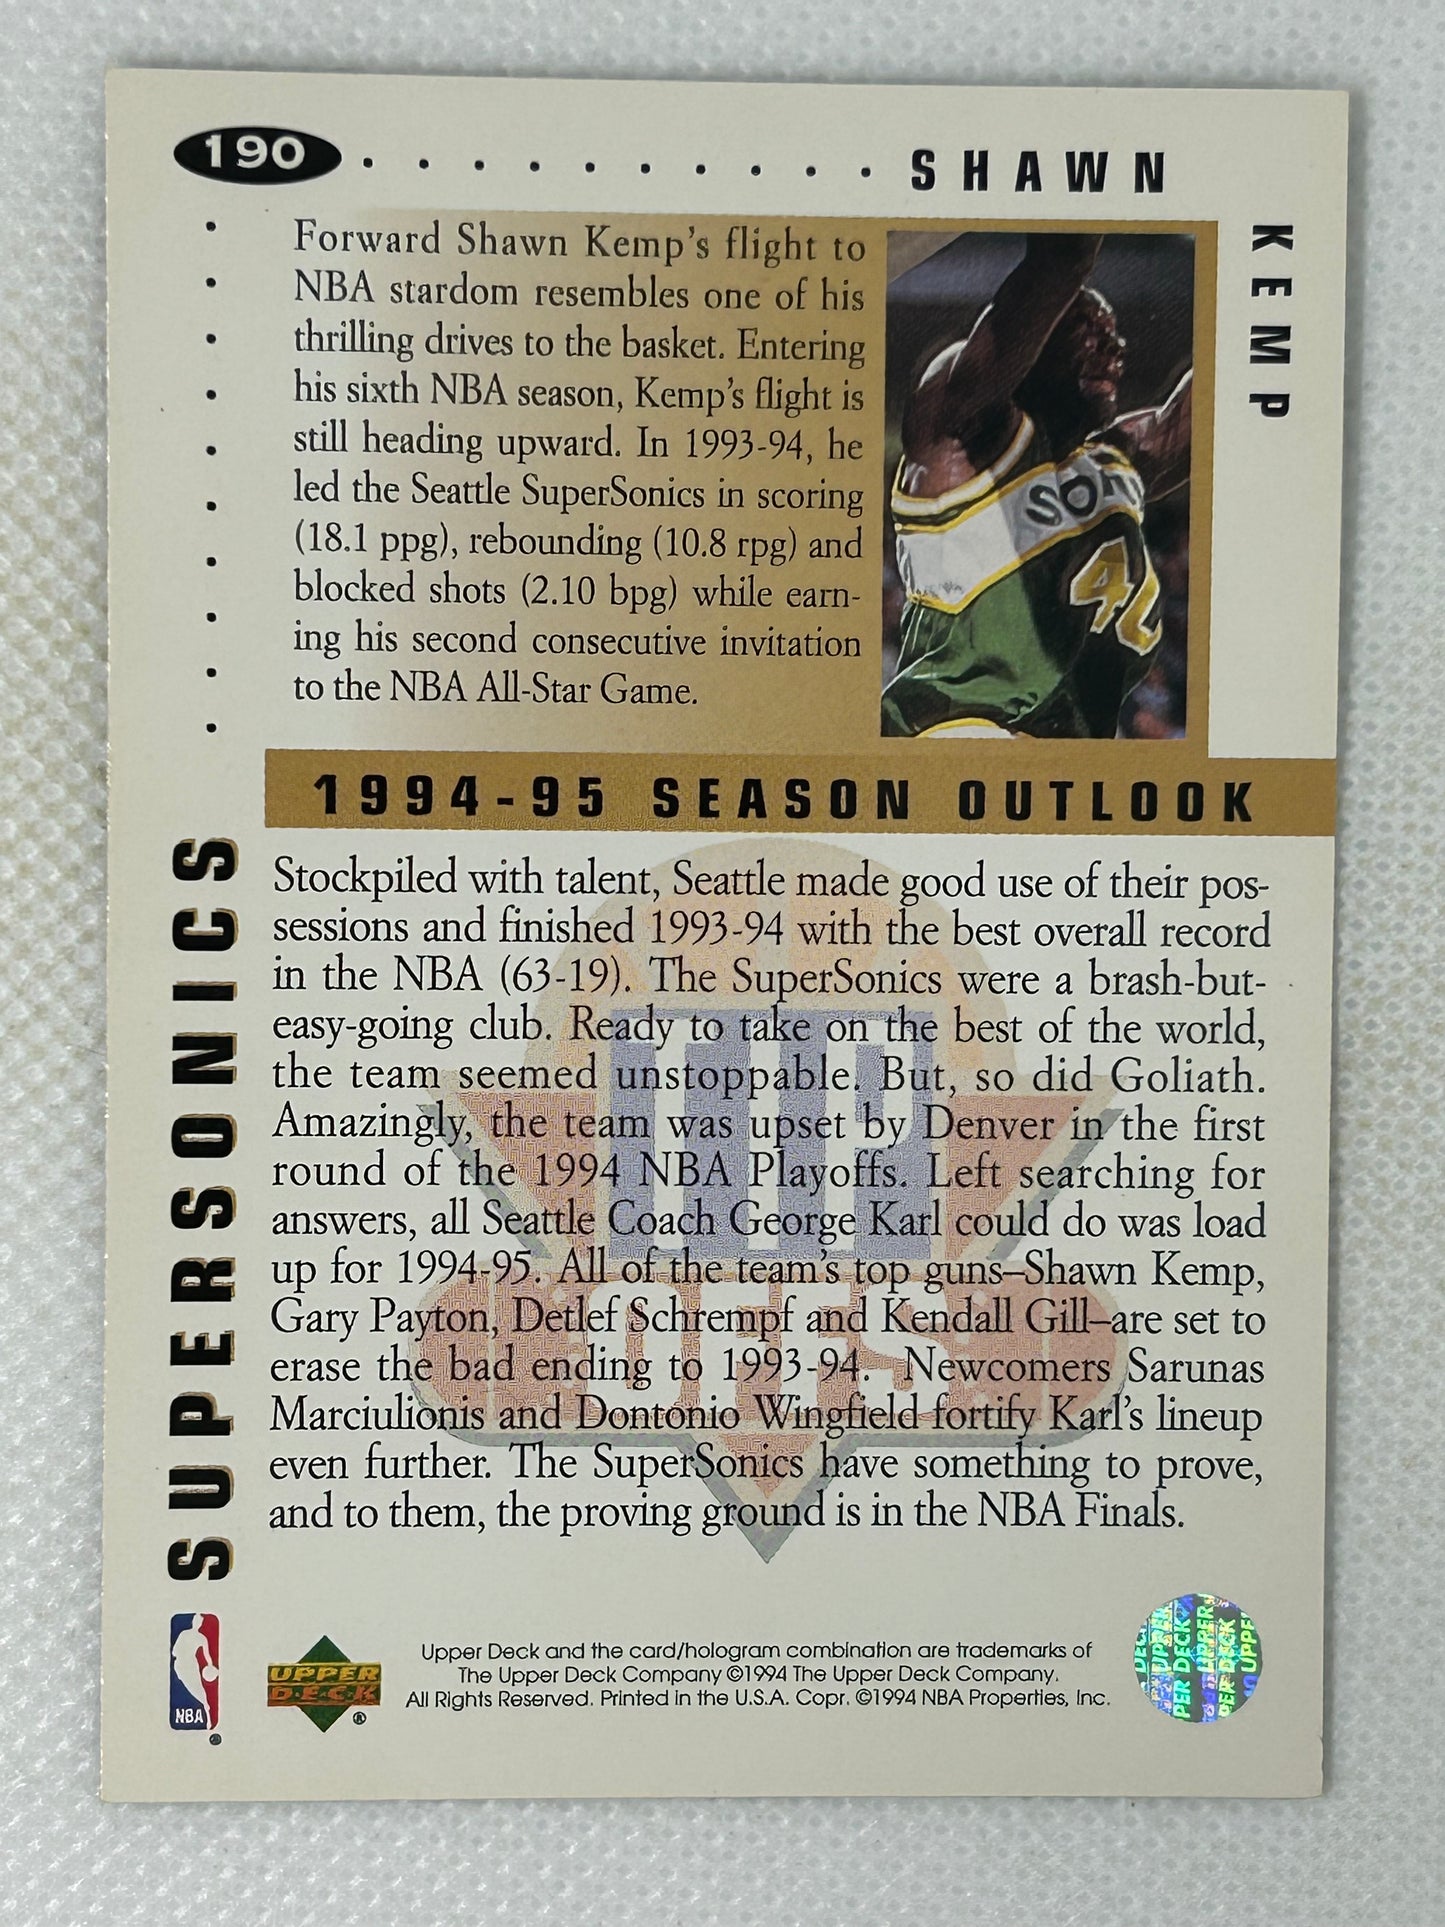 190
SHAWN
KEMP
Forward Shawn Kemp's flight to
NBA stardom resembles one of his
thrilling drives to the basket. Entering
his sixth NBA season, Kemp's flight is
still heading upward. In 1993-94, he
led the Seattle SuperSonics in scoring
(18.1 ppg), rebounding (10.8 rpg) and
blocked shots (2.10 bpg) while earn-
ing his second consecutive invitation
to the NBA All-Star Game.
40
1994-95 SEASON OUTLOOK
SUPERSONICS
Stockpiled with talent, Seattle made good use of their pos-
sessions and finished 1993-94 with the best overall record
in the NBA (63-19). The SuperSonics were a brash-but-
easy-going club. Ready to take on the best of the world,
the team seemed unstoppable. But, so did Goliath.
Amazingly, the team was upset by Denver in the first
round of the 1994 NBA Playoffs. Left searching for
answers, all Seattle Coach George Karl could do was load
up for 1994-95. All of the team's top guns–Shawn Kemp,
Gary Payton, Detlef Schrempf and Kendall Gill–are set to
erase the bad ending to 1993-94. Newcomers Sarunas
Marciulionis and Dontonio Wingfield fortify Karl's lineup
even further. The SuperSonics have something to prove,
and to them, the proving ground is in the NBA Finals.
NBA
®
UPPER
DECK
®
Upper Deck and the card/hologram combination are trademarks of
The Upper Deck Company ©1994 The Upper Deck Company.
All Rights Reserved. Printed in the U.S.A. Copr. ©1994 NBA Properties, Inc.
UPPER DECK